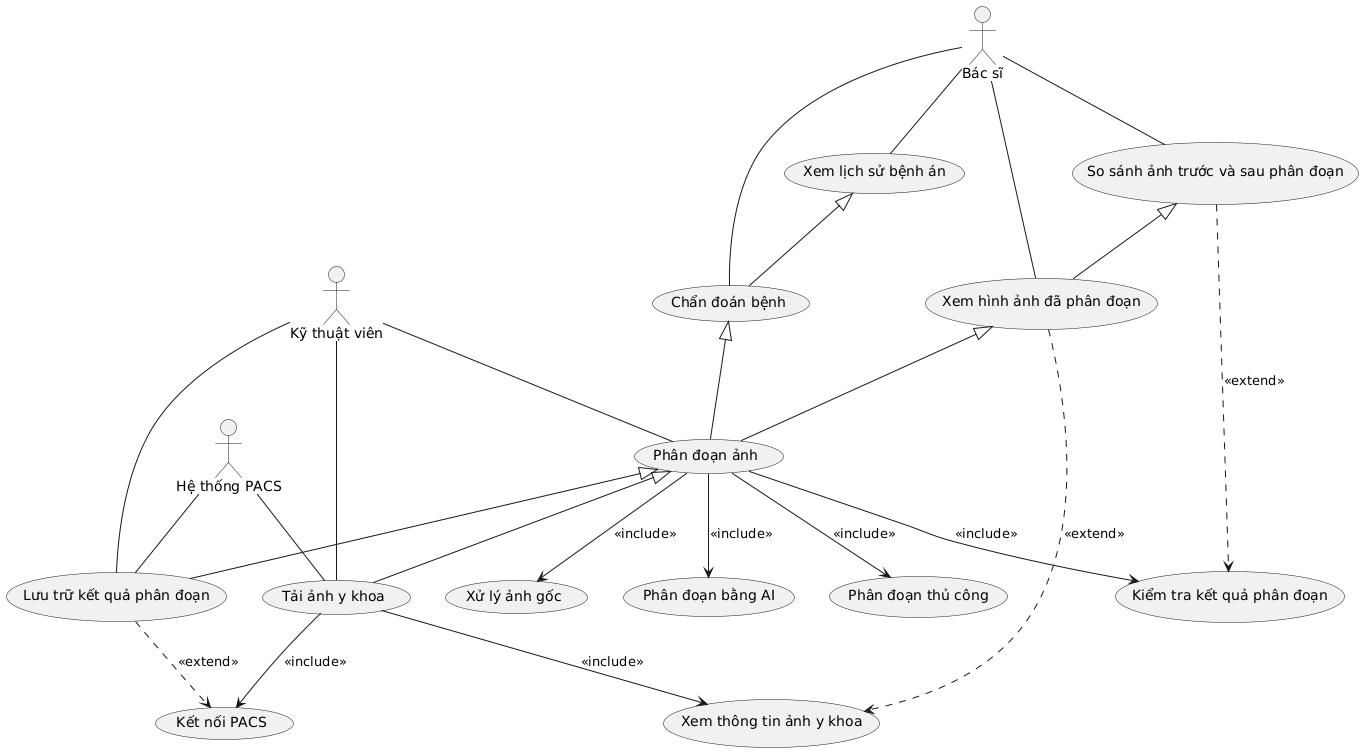 Bác sĩ
Xem lịch sử bệnh án
So sánh ảnh trước và sau phân đoạn
Chẩn đoán bệnh
Xem hình ảnh đã phân đoạn
Kỹ thuật viên
«extend»
Phân đoạn ảnh
Hệ thống PACS
«include»
«include»
«include»
«include»
«extend»
Lưu trữ kết quả phân đoạn
Tải ảnh y khoa
Xử lý ảnh gốc
Phân đoạn bằng AI
Phân đoạn thủ công
Kiểm tra kết quả phân đoạn
«extend»
«include»
«include»
Kết nối PACS
Xem thông tin ảnh y khoa